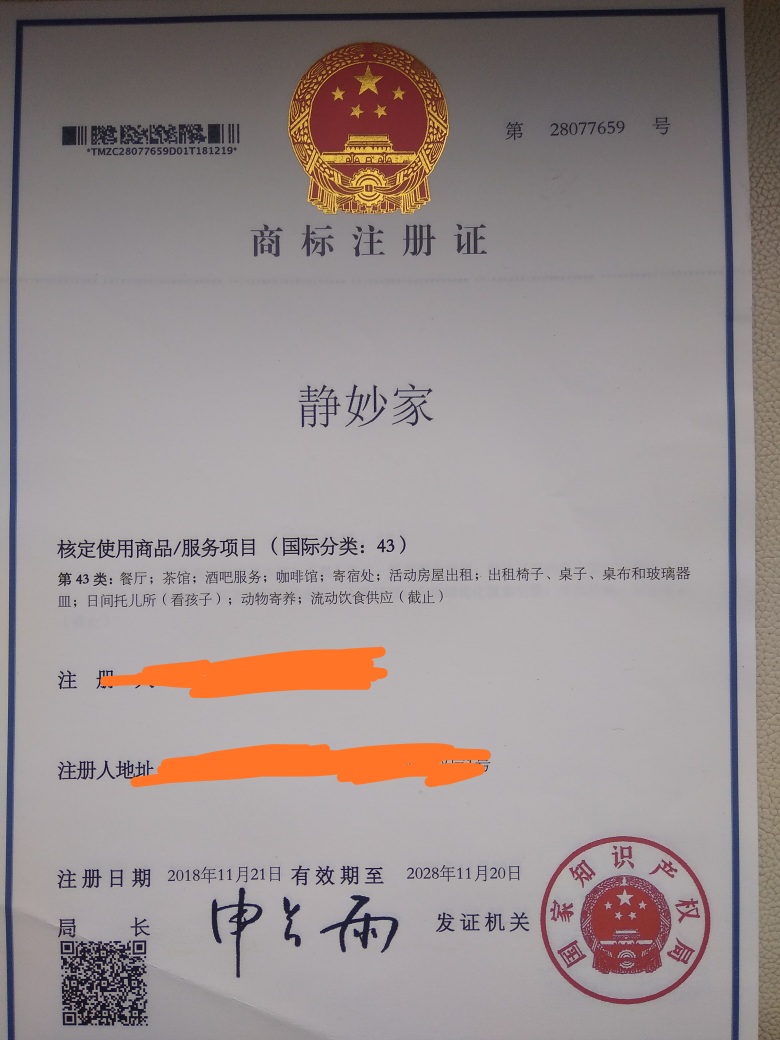 第 28077659 号
*TMZC28077659D01T181219*
商标注册证
静妙家
核定使用商品/服务项目（国际分类：43）
第 43 类：餐厅；茶馆；酒吧服务；咖啡馆；寄宿处；活动房屋出租；出租椅子、桌子、桌布和玻璃器
皿；日间托儿所（看孩子）；动物寄养；流动饮食供应（截止）
注 册 人
注册人地址
注册日期 2018年11月21日 有效期至 2028年11月20日
局 长 申长雨 发证机关
国家知识产权局